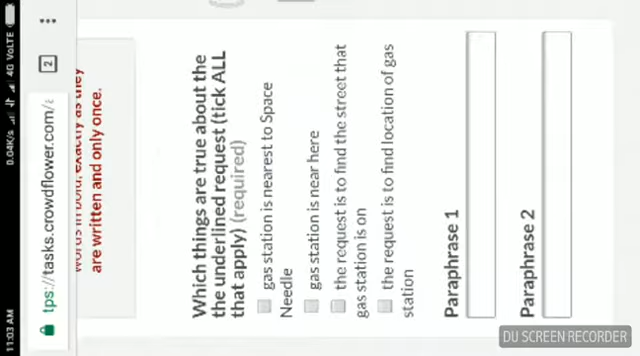 0.04K/s 4G VoLTE
11:03 AM
tps://tasks.crowdflower.com/
2
words in bold, exactly as they
are written and only once.
Which things are true about the
the underlined request (tick ALL
that apply) (required)
gas station is nearest to Space
Needle
gas station is near here
the request is to find the street that
gas station is on
the request is to find location of gas
station
Paraphrase 1
Paraphrase 2
DU SCREEN RECORDER